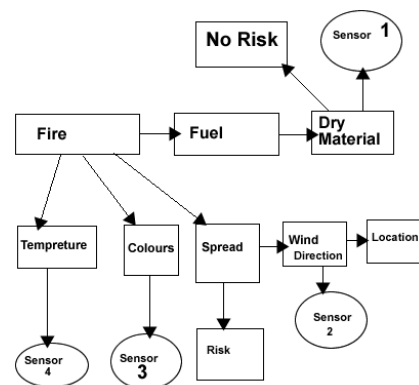 No Risk
Sensor 1
Fire
Fuel
Dry
Material
Tempreture
Colours
Spread
Wind
Direction
Location
Sensor
4
Sensor
3
Risk
Sensor
2